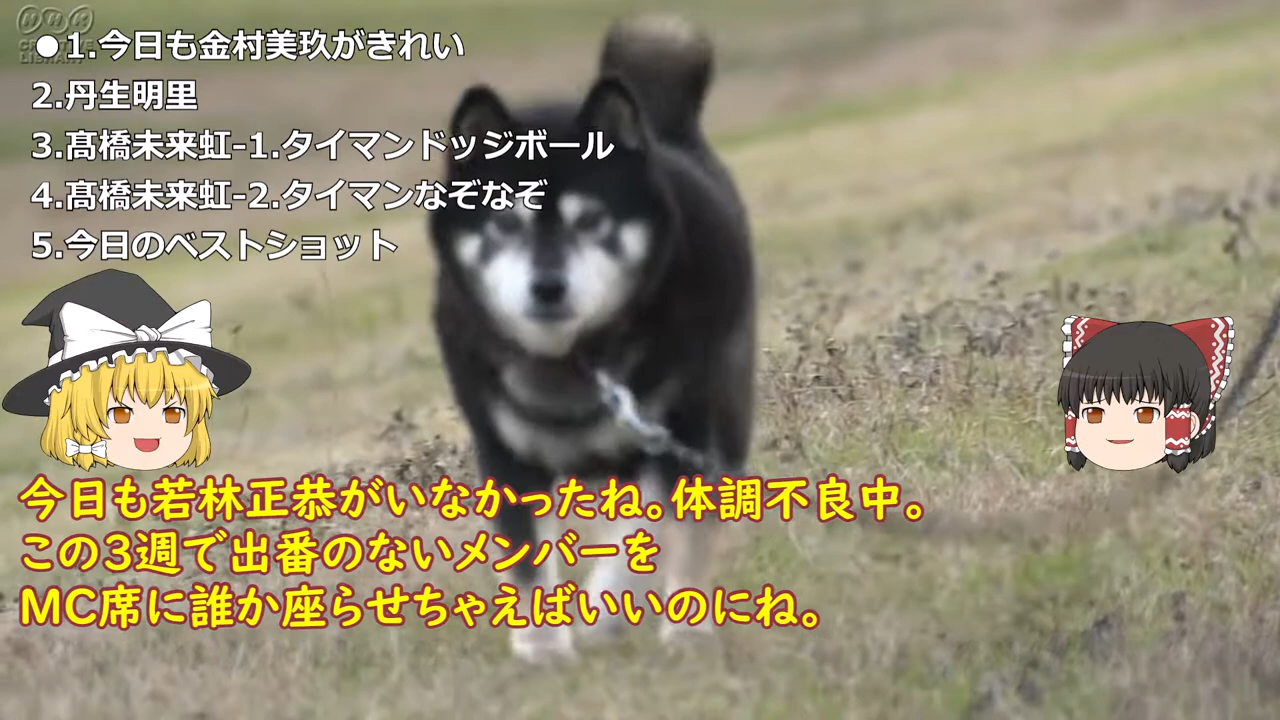 NHK
CREATIVE
LIBRARY
●1.今日も金村美玖がきれい
2.丹生明里
3.髙橋未来虹-1.タイマンドッジボール
4.髙橋未来虹-2.タイマンなぞなぞ
5.今日のベストショット
今日も若林正恭がいなかったね。体調不良中。
この3週で出番のないメンバーを
MC席に誰か座らせちゃえばいいのにね。